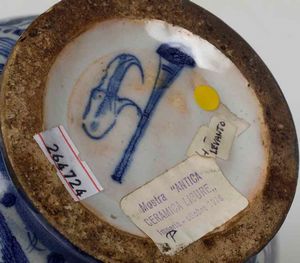 264724
LEVANTO
Mostra "ANTICA
CERAMICA LIGURE"